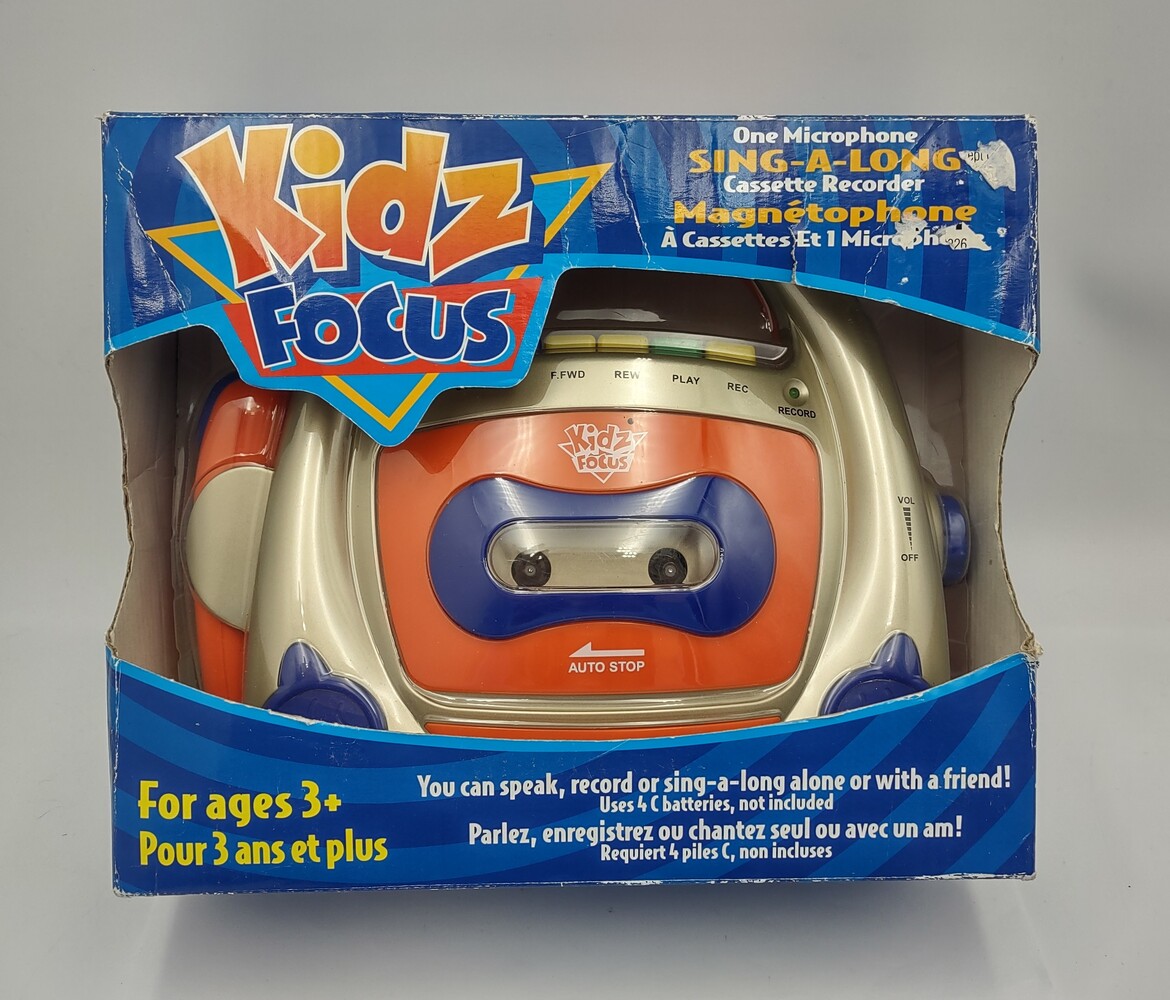 Kidz
FOCUS
One Microphone
SING-A-LONG
Cassette Recorder
Magnétophone
À Cassettes Et 1
326
F.FWD REW PLAY REC
RECORD
Kidz
FOCUS
VOL
OFF
AUTO STOP
For ages 3+
Pour 3 ans et plus
You can speak, record or sing-a-long alone or with a friend!
Uses 4 C batteries, not included
Parlez, enregistrez ou chantez seul ou avec un am!
Requiert 4 piles C, non incluses